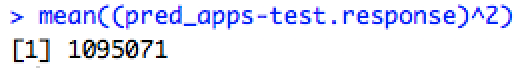 > mean((pred_apps-test.response)^2)
[1] 1095071